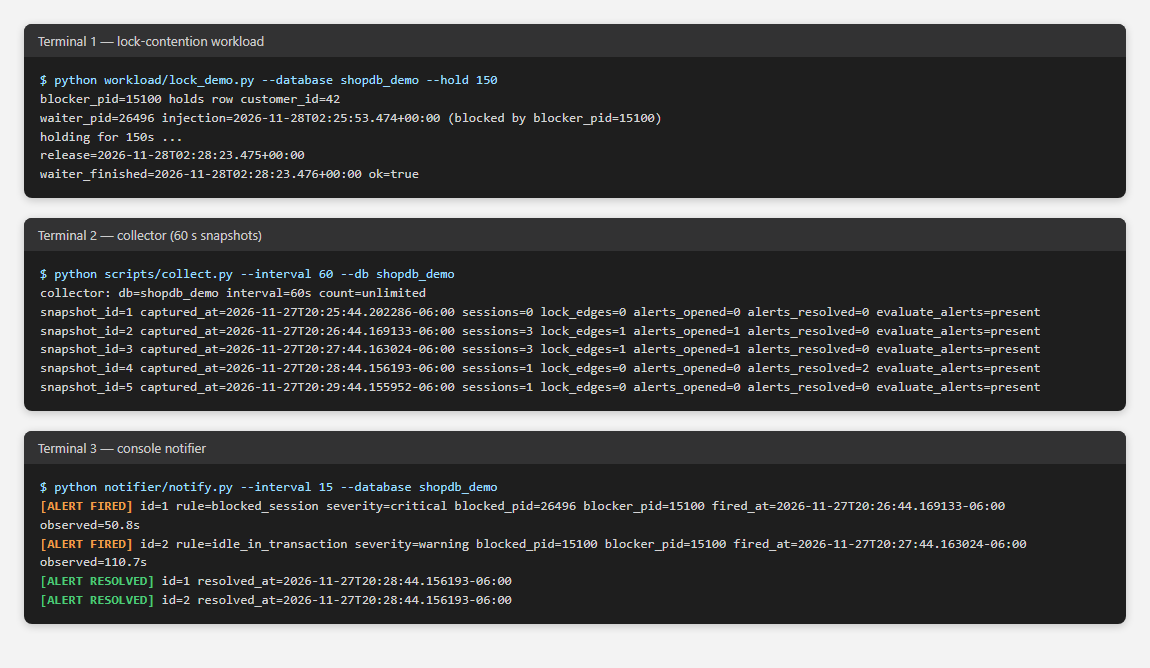 Terminal 1 — lock-contention workload
$ python workload/lock_demo.py --database shopdb_demo --hold 150
blocker_pid=15100 holds row customer_id=42
waiter_pid=26496 injection=2026-11-28T02:25:53.474+00:00 (blocked by blocker_pid=15100)
holding for 150s ...
release=2026-11-28T02:28:23.475+00:00
waiter_finished=2026-11-28T02:28:23.476+00:00 ok=true
Terminal 2 — collector (60 s snapshots)
$ python scripts/collect.py --interval 60 --db shopdb_demo
collector: db=shopdb_demo interval=60s count=unlimited
snapshot_id=1 captured_at=2026-11-27T20:25:44.202286-06:00 sessions=0 lock_edges=0 alerts_opened=0 alerts_resolved=0 evaluate_alerts=present
snapshot_id=2 captured_at=2026-11-27T20:26:44.169133-06:00 sessions=3 lock_edges=1 alerts_opened=1 alerts_resolved=0 evaluate_alerts=present
snapshot_id=3 captured_at=2026-11-27T20:27:44.163024-06:00 sessions=3 lock_edges=1 alerts_opened=1 alerts_resolved=0 evaluate_alerts=present
snapshot_id=4 captured_at=2026-11-27T20:28:44.156193-06:00 sessions=1 lock_edges=0 alerts_opened=0 alerts_resolved=2 evaluate_alerts=present
snapshot_id=5 captured_at=2026-11-27T20:29:44.155952-06:00 sessions=1 lock_edges=0 alerts_opened=0 alerts_resolved=0 evaluate_alerts=present
Terminal 3 — console notifier
$ python notifier/notify.py --interval 15 --database shopdb_demo
[ALERT FIRED] id=1 rule=blocked_session severity=critical blocked_pid=26496 blocker_pid=15100 fired_at=2026-11-27T20:26:44.169133-06:00
observed=50.8s
[ALERT FIRED] id=2 rule=idle_in_transaction severity=warning blocked_pid=15100 blocker_pid=15100 fired_at=2026-11-27T20:27:44.163024-06:00
observed=110.7s
[ALERT RESOLVED] id=1 resolved_at=2026-11-27T20:28:44.156193-06:00
[ALERT RESOLVED] id=2 resolved_at=2026-11-27T20:28:44.156193-06:00